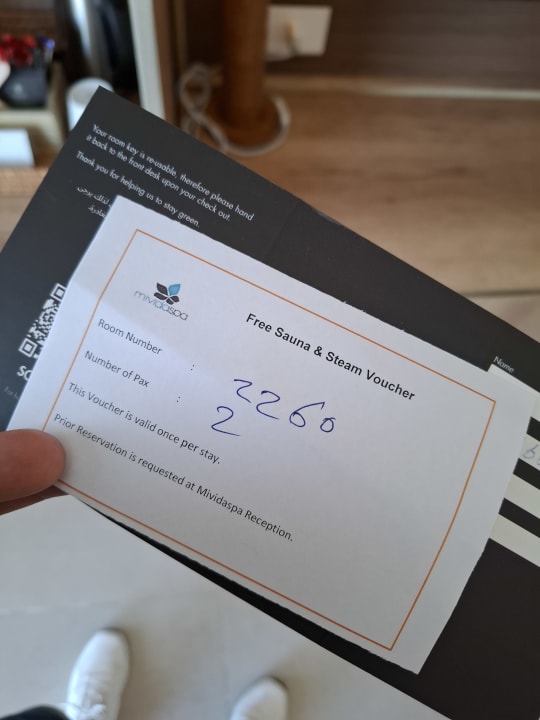 Your room key is re-usable, therefore please hand
it back to the front desk upon your check out.
Thank you for helping us to stay green.
mividaspa
Free Sauna & Steam Voucher
Room Number : 2260
Number of Pax : 2
This Voucher is valid once per stay.
Prior Reservation is requested at Mividaspa Reception.
Name